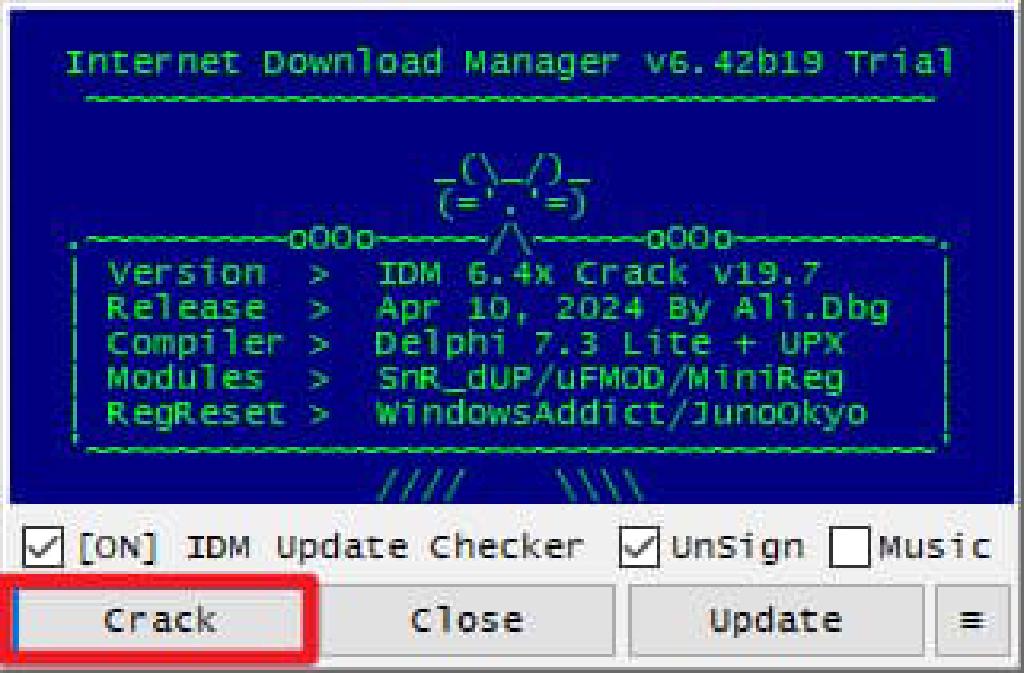 Internet Download Manager v6.42b19 Trial
_(\_/)_
(='.'=)
.~~~~~~~~~oOOo~~~~~/\~~~~~oOOo~~~~~~~~~.
Version > IDM 6.4x Crack v19.7
Release > Apr 10, 2024 By Ali.Dbg
Compiler > Delphi 7.3 Lite + UPX
Modules > SnR_dUP/uFMOD/MiniReg
RegReset > WindowsAddict/JunoOkyo
//// \\\\
[ON] IDM Update Checker UnSign Music
Crack Close Update ≡